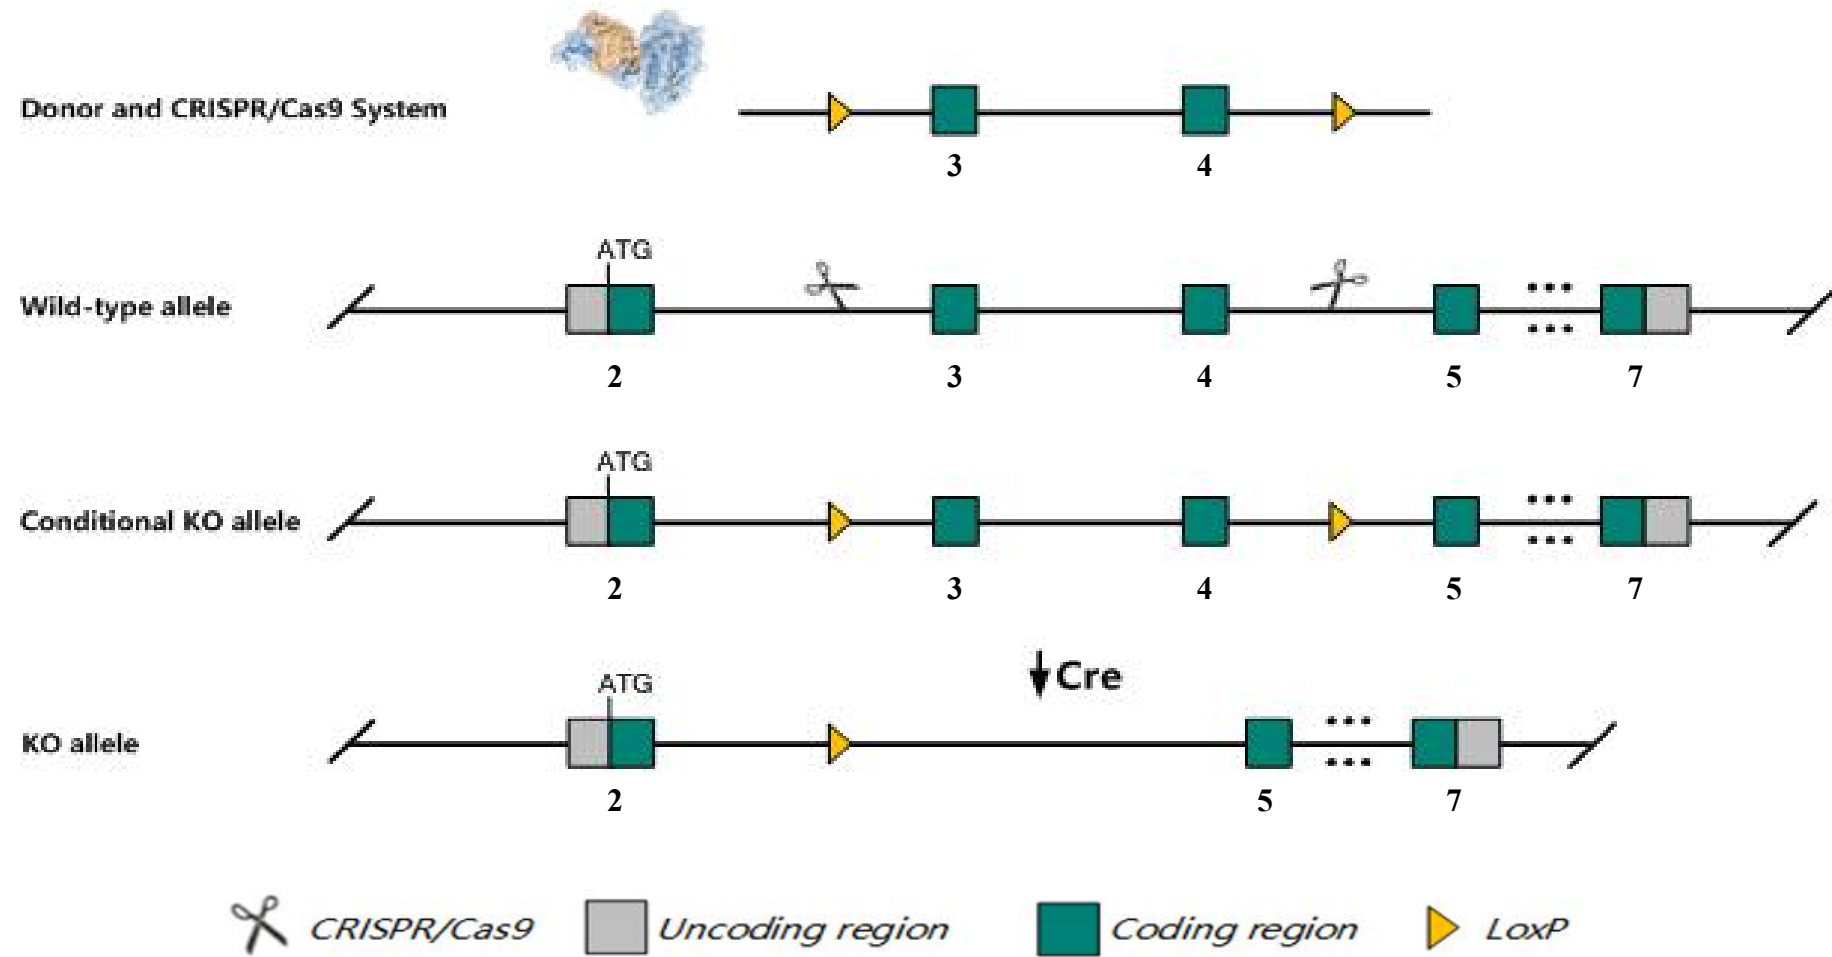 Donor and CRISPR/Cas9 System
3 4
ATG
Wild-type allele
2 3 4 5 7
ATG
Conditional KO allele
2 3 4 5 7
Cre
ATG
KO allele
2 5 7
CRISPR/Cas9 Uncoding region Coding region LoxP